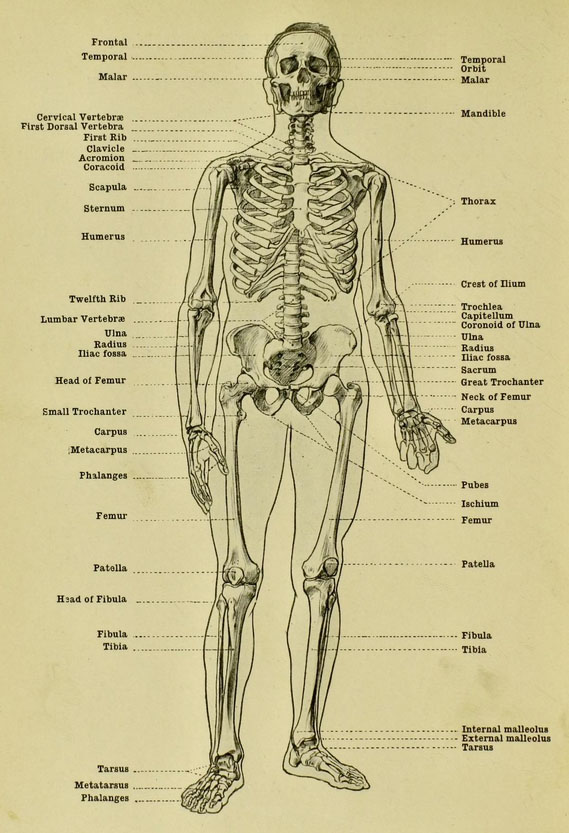 Frontal
Temporal
Malar
Cervical Vertebræ
First Dorsal Vertebra
First Rib
Clavicle
Acromion
Coracoid
Scapula
Sternum
Humerus
Twelfth Rib
Lumbar Vertebræ
Ulna
Radius
Iliac fossa
Head of Femur
Small Trochanter
Carpus
Metacarpus
Phalanges
Femur
Patella
Head of Fibula
Fibula
Tibia
Tarsus
Metatarsus
Phalanges
Temporal
Orbit
Malar
Mandible
Thorax
Humerus
Crest of Ilium
Trochlea
Capitellum
Coronoid of Ulna
Ulna
Radius
Iliac fossa
Sacrum
Great Trochanter
Neck of Femur
Carpus
Metacarpus
Pubes
Ischium
Femur
Patella
Fibula
Tibia
Internal malleolus
External malleolus
Tarsus